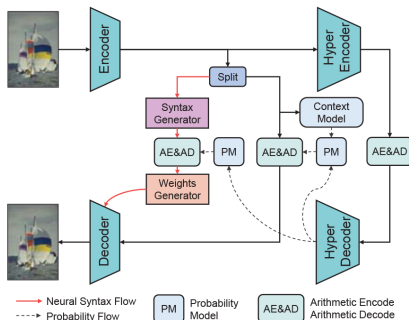 Encoder
Hyper
Encoder
Split
Syntax
Generator
Context
Model
AE&AD
PM
AE&AD
PM
AE&AD
Weights
Generator
Decoder
Hyper
Decoder
Neural Syntax Flow
Probability Flow
PM
Probability
Model
AE&AD
Arithmetic Encode
Arithmetic Decode